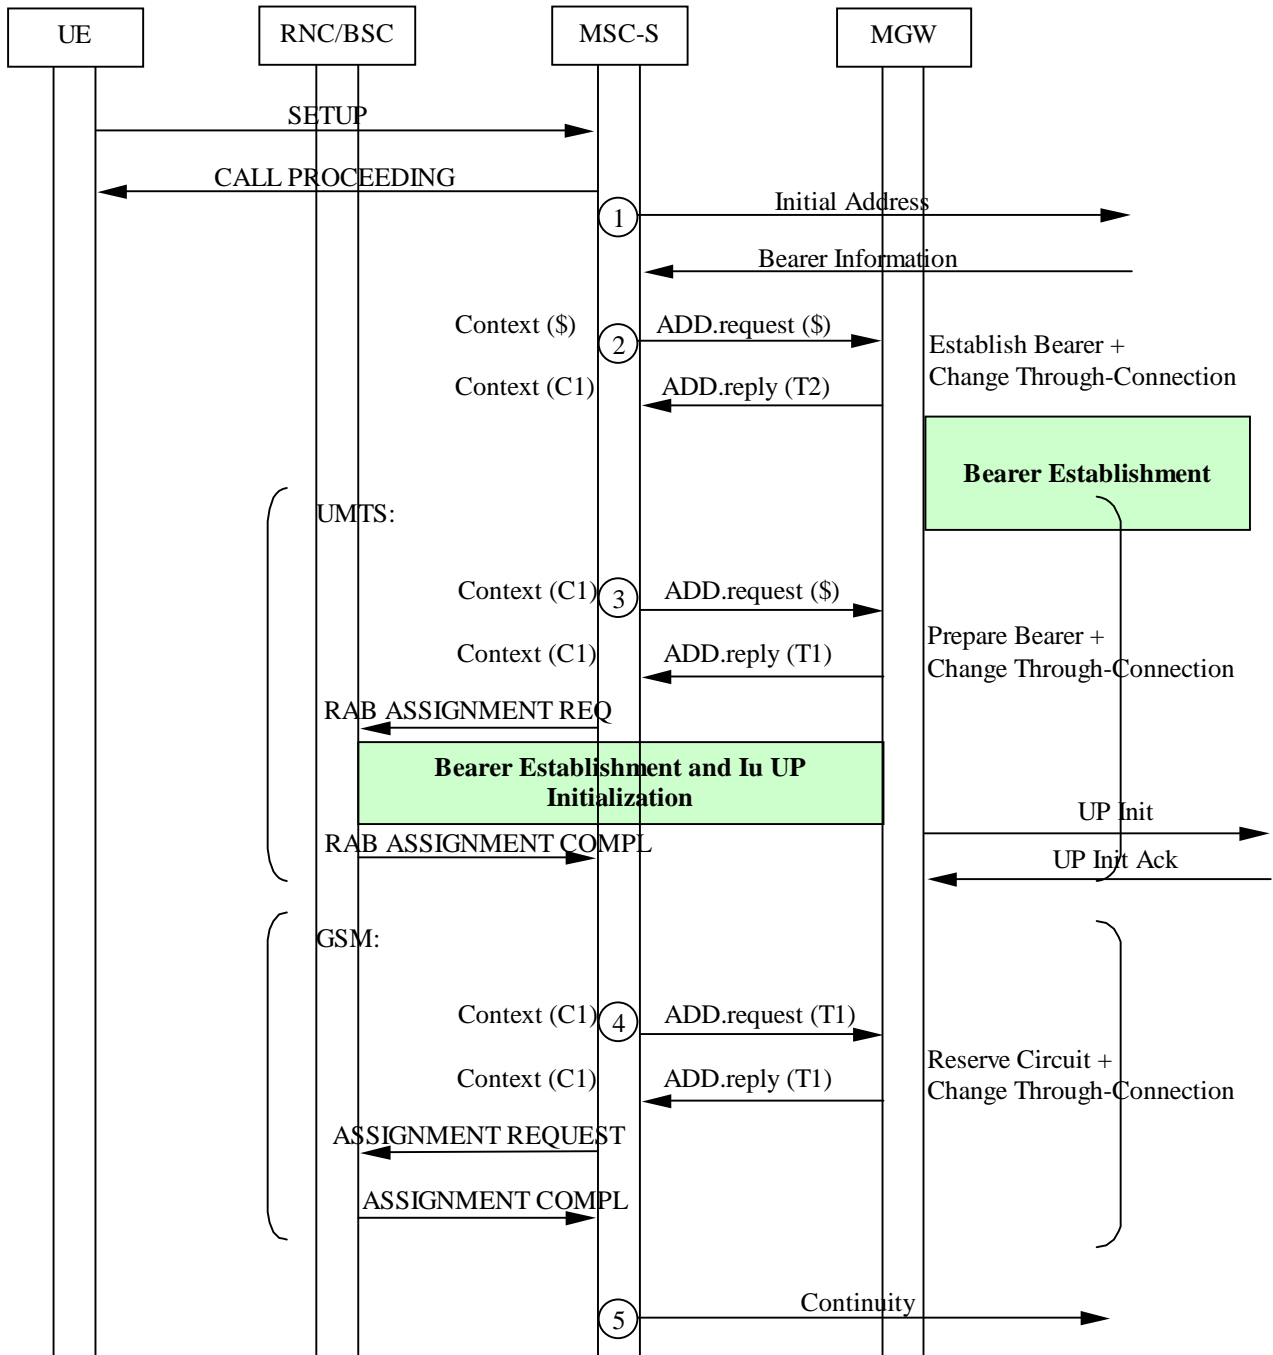 UE
RNC/BSC
MSC-S
MGW
SETUP
CALL PROCEEDING
1
Initial Address
Bearer Information
Context ($)
2
ADD.request ($)
Establish Bearer +
Change Through-Connection
Context (C1)
ADD.reply (T2)
Bearer Establishment
UMTS:
Context (C1)
3
ADD.request ($)
Prepare Bearer +
Change Through-Connection
Context (C1)
ADD.reply (T1)
RAB ASSIGNMENT REQ
Bearer Establishment and Iu UP
Initialization
UP Init
RAB ASSIGNMENT COMPL
UP Init Ack
GSM:
Context (C1)
4
ADD.request (T1)
Reserve Circuit +
Change Through-Connection
Context (C1)
ADD.reply (T1)
ASSIGNMENT REQUEST
ASSIGNMENT COMPL
5
Continuity